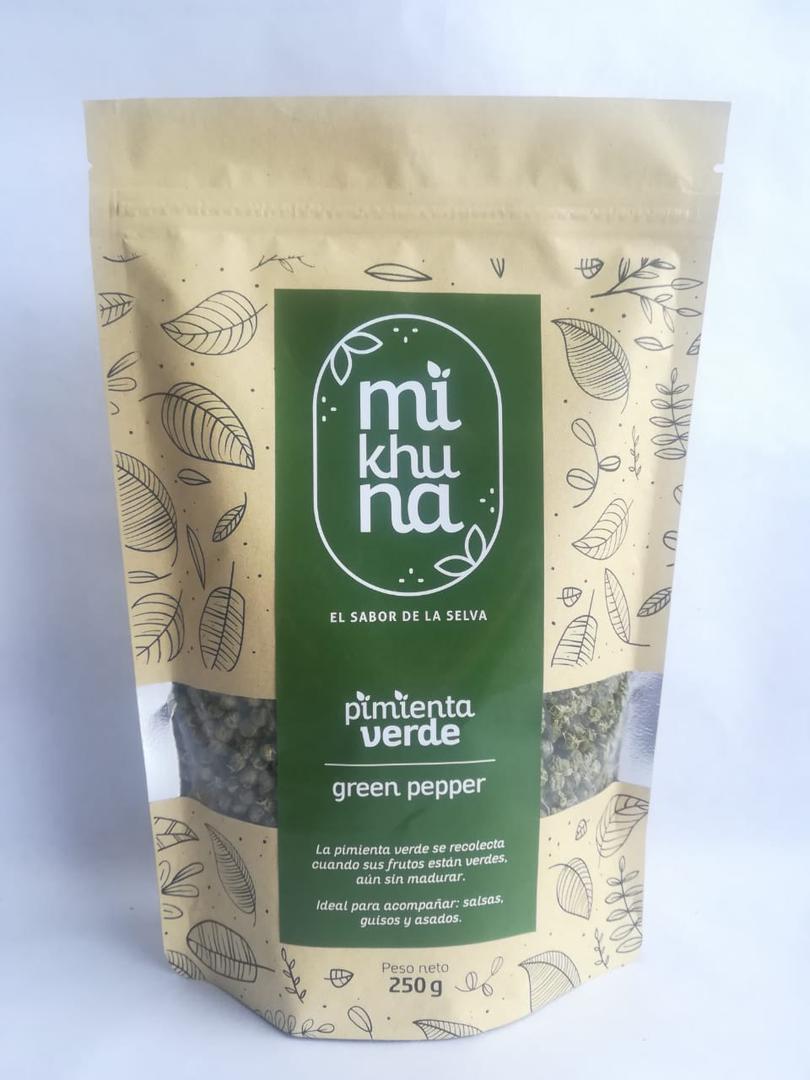 mi
khu
na
EL SABOR DE LA SELVA
pimienta
verde
green pepper
La pimienta verde se recolecta
cuando sus frutos están verdes,
aún sin madurar.
Ideal para acompañar: salsas,
guisos y asados.
Peso neto
250 g